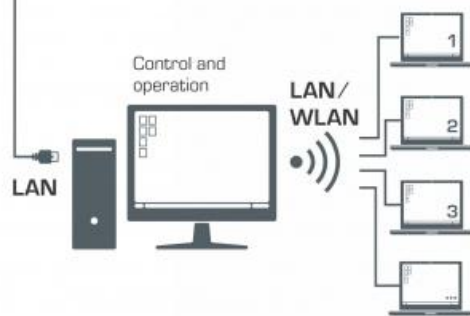 Control and
operation
LAN/
WLAN
LAN
1
2
3
...